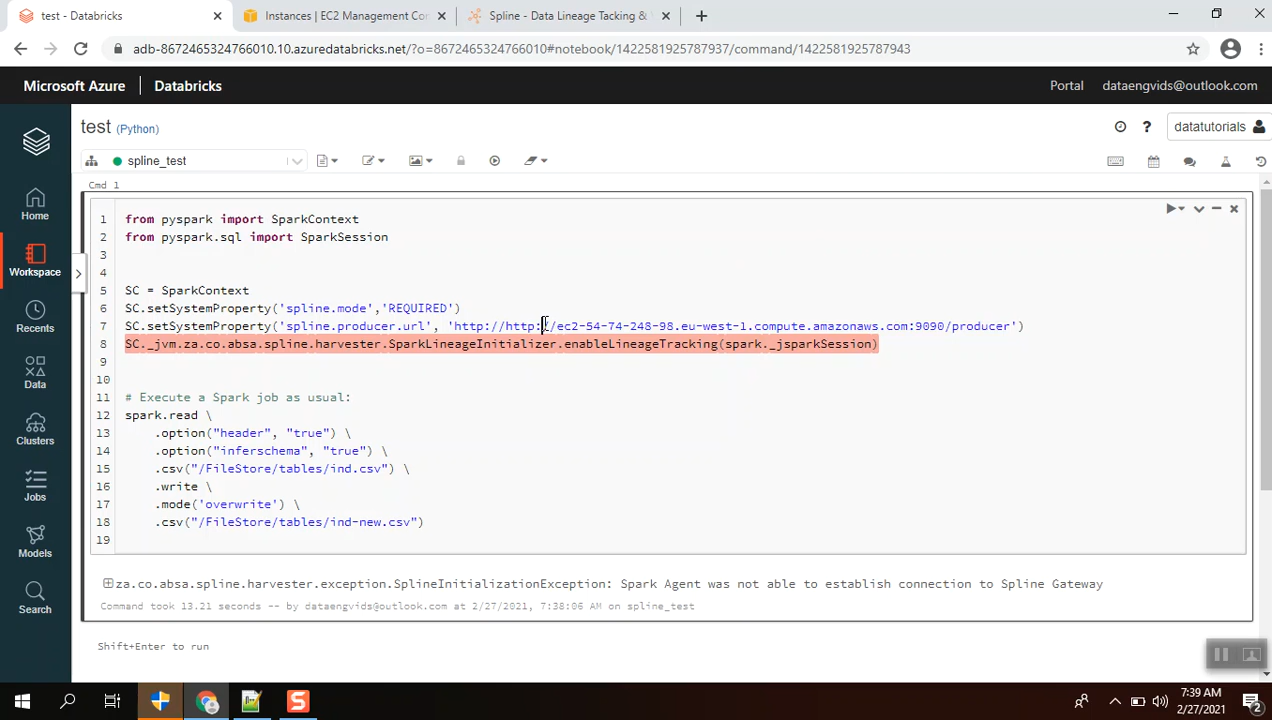 test - Databricks
Instances | EC2 Management Con
Spline - Data Lineage Tacking &
adb-8672465324766010.10.azuredatabricks.net/?o=8672465324766010#notebook/1422581925787937/command/1422581925787943
Microsoft Azure
Databricks
Portal
dataengvids@outlook.com
test (Python)
datatutorials
spline_test
Home
Workspace
Recents
Data
Clusters
Jobs
Models
Search
Cmd 1
1 from pyspark import SparkContext
2 from pyspark.sql import SparkSession
3
4
5 SC = SparkContext
6 SC.setSystemProperty('spline.mode','REQUIRED')
7 SC.setSystemProperty('spline.producer.url', 'http://http://ec2-54-74-248-98.eu-west-1.compute.amazonaws.com:9090/producer')
8 SC._jvm.za.co.absa.spline.harvester.SparkLineageInitializer.enableLineageTracking(spark._jsparkSession)
9
10
11 # Execute a Spark job as usual:
12 spark.read \
13 .option("header", "true") \
14 .option("inferschema", "true") \
15 .csv("/FileStore/tables/ind.csv") \
16 .write \
17 .mode('overwrite') \
18 .csv("/FileStore/tables/ind-new.csv")
19
za.co.absa.spline.harvester.exception.SplineInitializationException: Spark Agent was not able to establish connection to Spline Gateway
Command took 13.21 seconds -- by dataengvids@outlook.com at 2/27/2021, 7:38:06 AM on spline_test
Shift+Enter to run
7:39 AM
2/27/2021
2